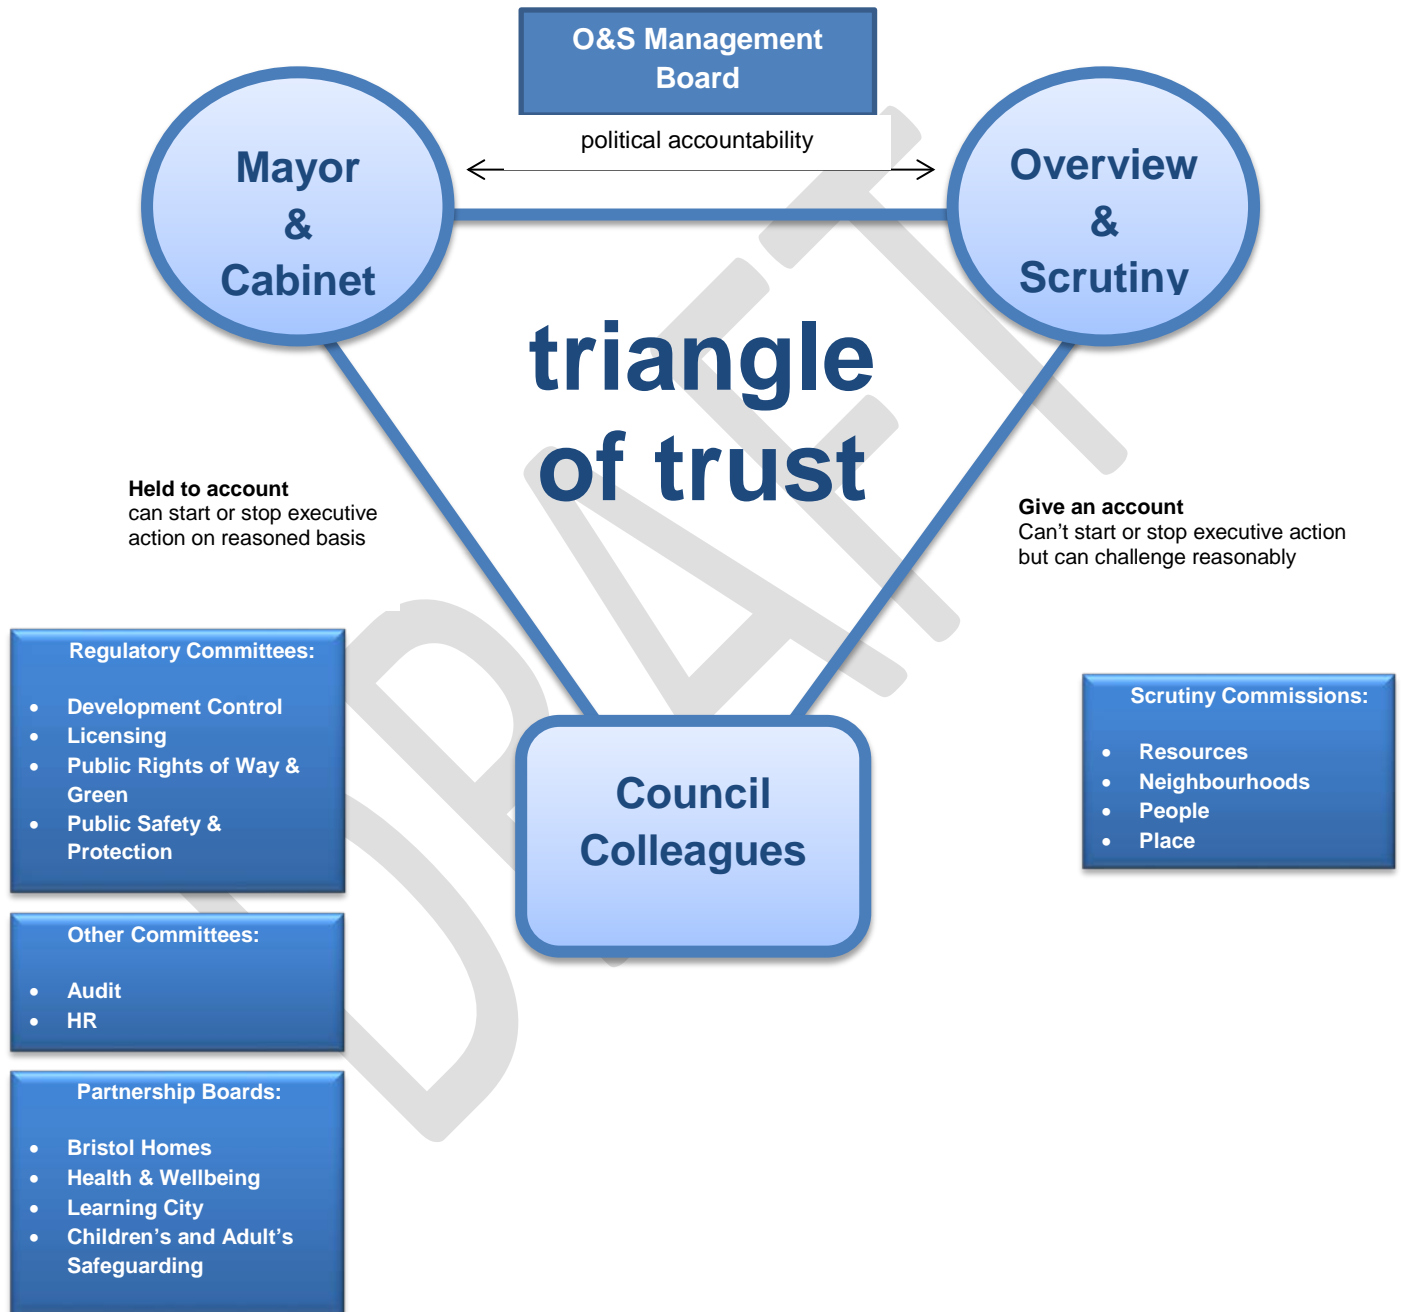 O&S Management
Board
political accountability
Mayor
&
Cabinet
Overview
&
Scrutiny
triangle
of trust
Held to account
can start or stop executive
action on reasoned basis
Give an account
Can’t start or stop executive action
but can challenge reasonably
Regulatory Committees:
• Development Control
• Licensing
• Public Rights of Way &
Green
• Public Safety &
Protection
Scrutiny Commissions:
• Resources
• Neighbourhoods
• People
• Place
Council
Colleagues
Other Committees:
• Audit
• HR
Partnership Boards:
• Bristol Homes
• Health & Wellbeing
• Learning City
• Children’s and Adult’s
Safeguarding
DRAFT